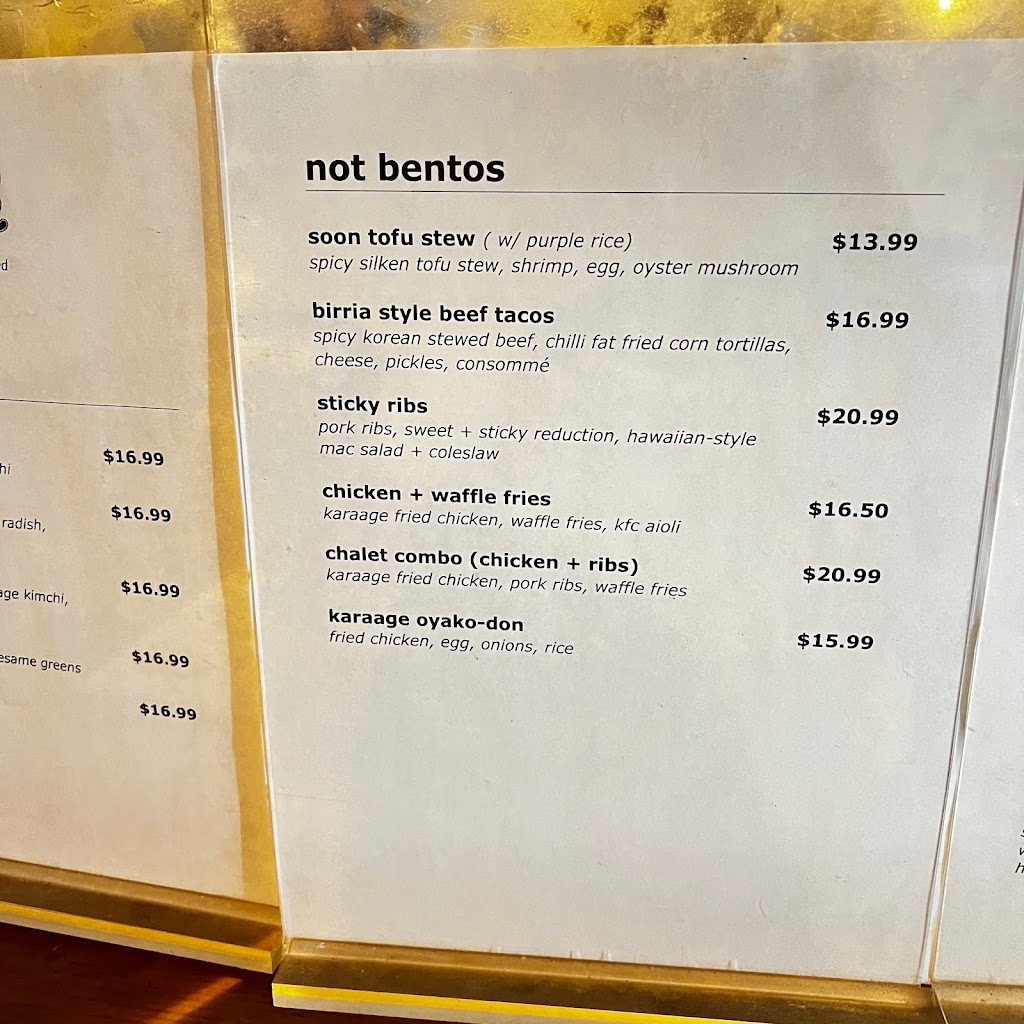 ed
$16.99
hi
$16.99
radish,
$16.99
age kimchi,
$16.99
esame greens
$16.99
not bentos
soon tofu stew ( w/ purple rice) $13.99
spicy silken tofu stew, shrimp, egg, oyster mushroom
birria style beef tacos $16.99
spicy korean stewed beef, chilli fat fried corn tortillas,
cheese, pickles, consommé
sticky ribs $20.99
pork ribs, sweet + sticky reduction, hawaiian-style
mac salad + coleslaw
chicken + waffle fries $16.50
karaage fried chicken, waffle fries, kfc aioli
chalet combo (chicken + ribs) $20.99
karaage fried chicken, pork ribs, waffle fries
karaage oyako-don $15.99
fried chicken, egg, onions, rice